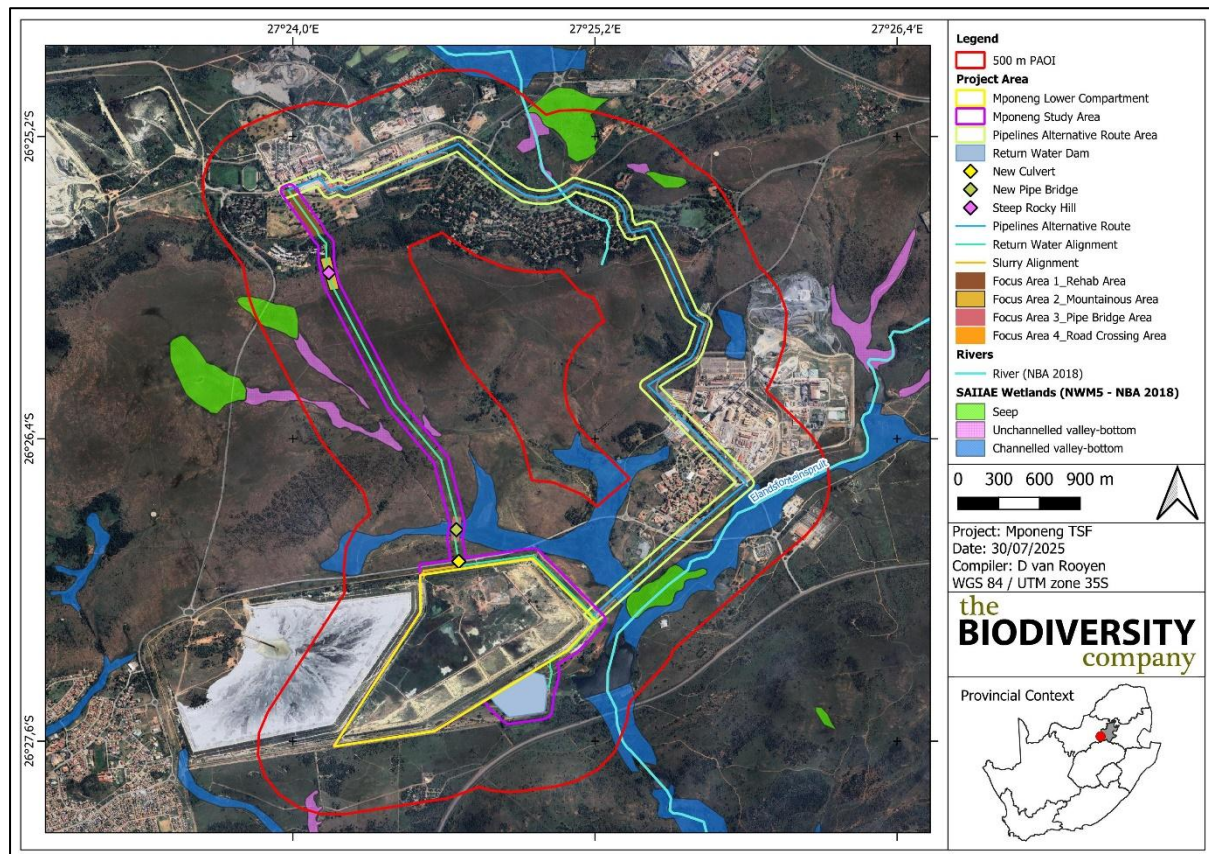 27°24,0′E
27°25,2′E
27°26,4′E
26°25,2′S
26°26,4′S
26°27,6′S
Elandsfonteinspruit
Legend
500 m PAOI
Project Area
Mponeng Lower Compartment
Mponeng Study Area
Pipelines Alternative Route Area
Return Water Dam
New Culvert
New Pipe Bridge
Steep Rocky Hill
Pipelines Alternative Route
Return Water Alignment
Slurry Alignment
Focus Area 1_Rehab Area
Focus Area 2_Mountainous Area
Focus Area 3_Pipe Bridge Area
Focus Area 4_Road Crossing Area
Rivers
River (NBA 2018)
SAIIAE Wetlands (NWM5 - NBA 2018)
Seep
Unchannelled valley-bottom
Channelled valley-bottom
0 300 600 900 m
Project: Mponeng TSF
Date: 30/07/2025
Compiler: D van Rooyen
WGS 84 / UTM zone 35S
the
BIODIVERSITY
company
Provincial Context